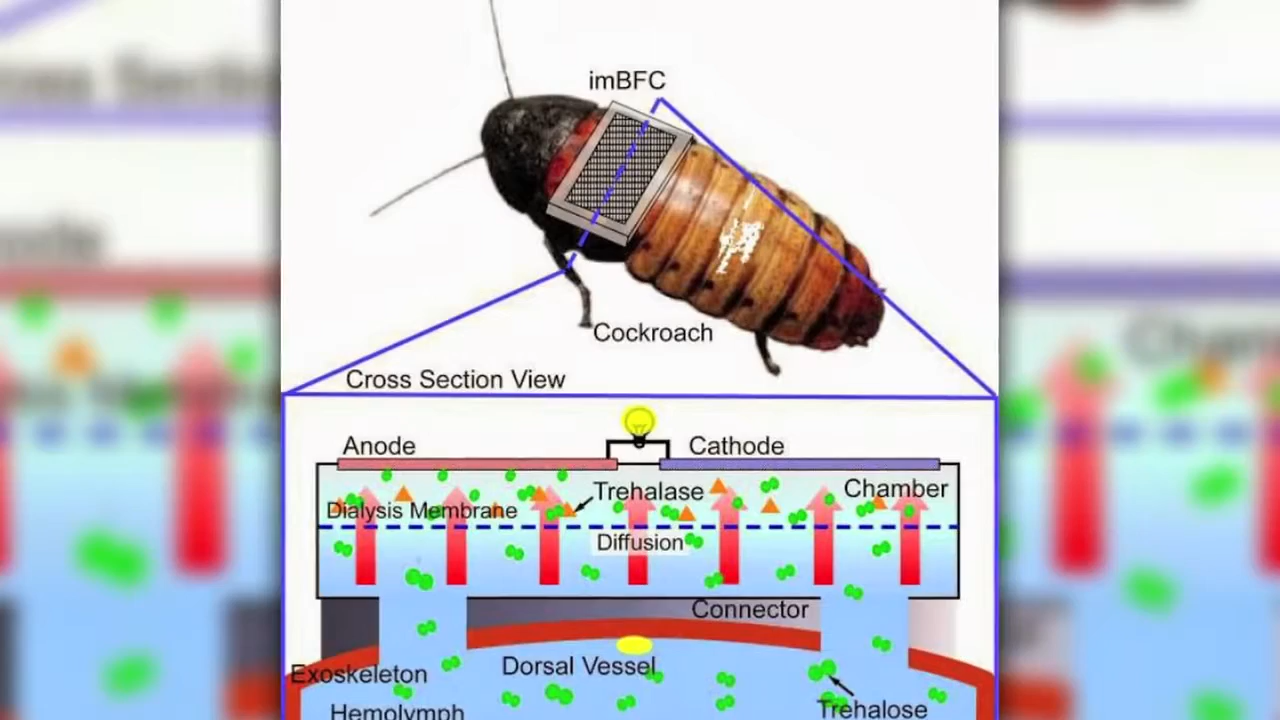 imBFC
Cockroach
Cross Section View
Anode
Cathode
Trehalase
Chamber
Dialysis Membrane
Diffusion
Connector
Exoskeleton
Dorsal Vessel
Hemolymph
Trehalose